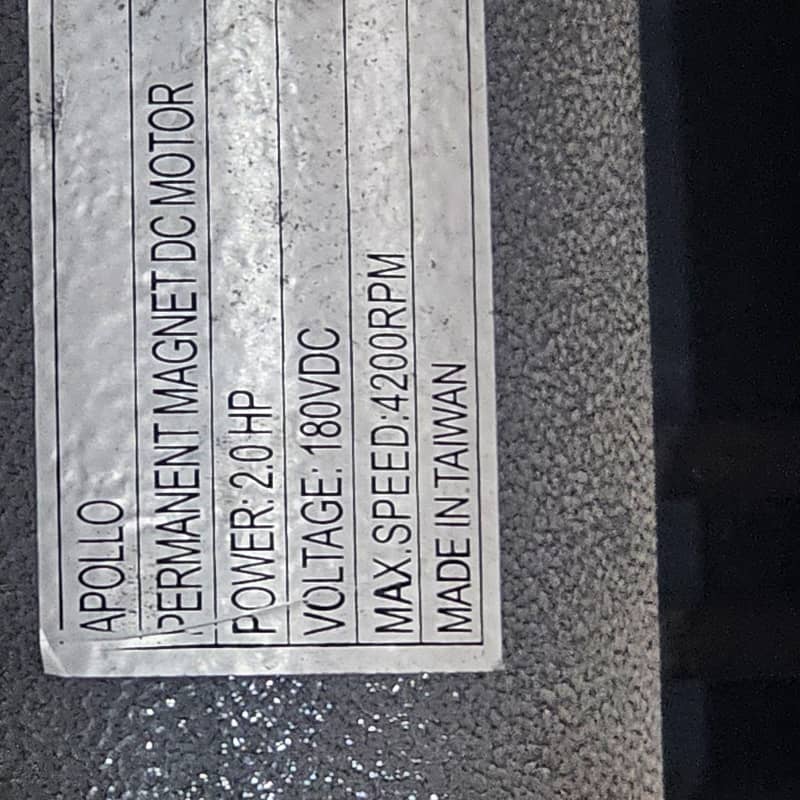 APOLLO
PERMANENT MAGNET DC MOTOR
POWER: 2.0 HP
VOLTAGE: 180VDC
MAX.SPEED:4200RPM
MADE IN TAIWAN